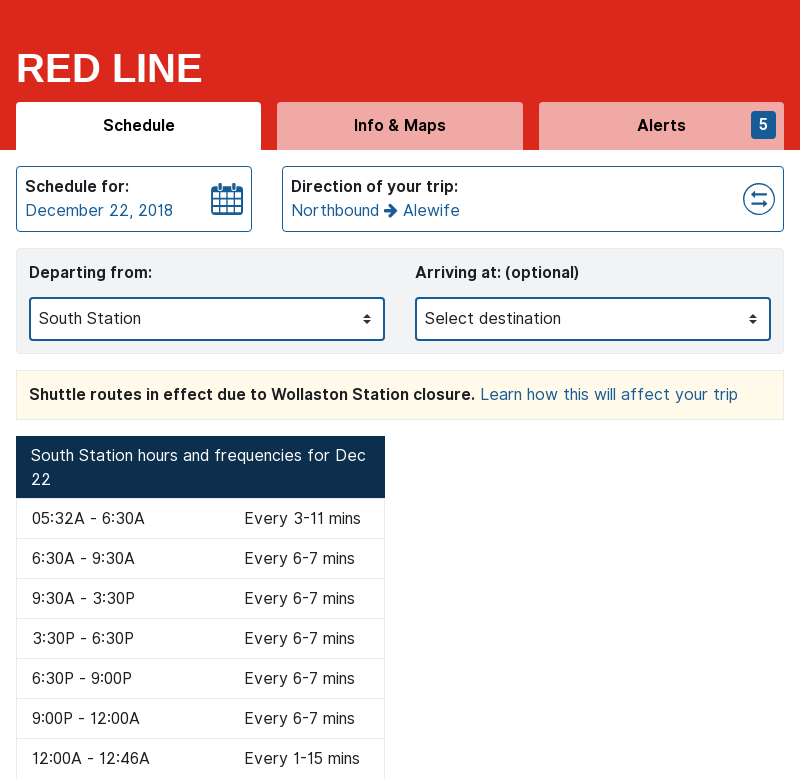 RED LINE
Schedule
Info & Maps
Alerts
5
Schedule for:
December 22, 2018
Direction of your trip:
Northbound → Alewife
Departing from:
Arriving at: (optional)
South Station
Select destination
Shuttle routes in effect due to Wollaston Station closure. Learn how this will affect your trip
South Station hours and frequencies for Dec
22
05:32A - 6:30A Every 3-11 mins
6:30A - 9:30A Every 6-7 mins
9:30A - 3:30P Every 6-7 mins
3:30P - 6:30P Every 6-7 mins
6:30P - 9:00P Every 6-7 mins
9:00P - 12:00A Every 6-7 mins
12:00A - 12:46A Every 1-15 mins